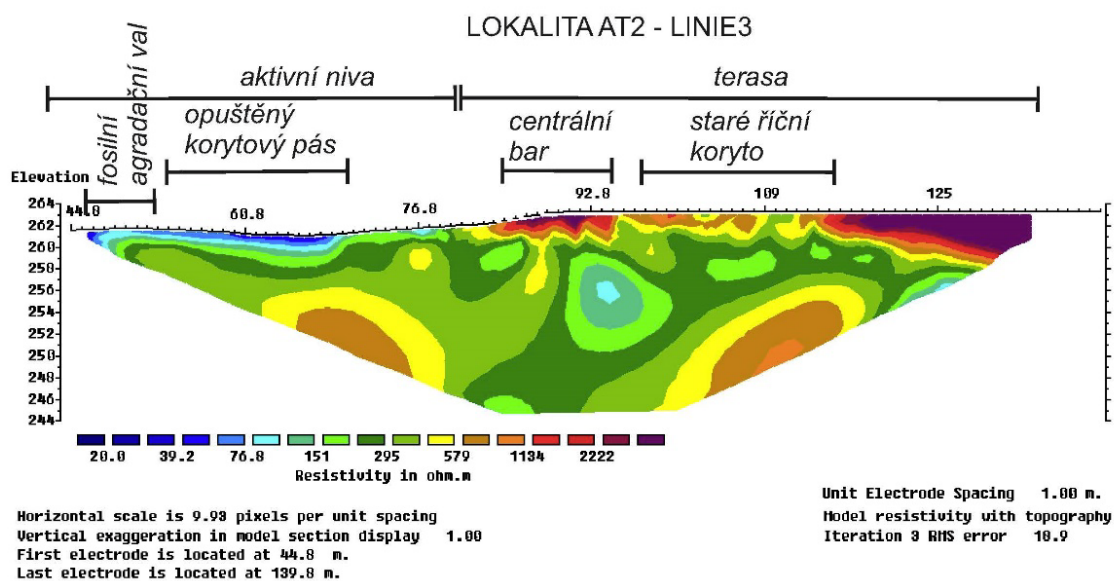 LOKALITA AT2 - LINIE3
aktivní niva
terasa
fosilní
agradační val
opuštěný
korytový pás
centrální
bar
staré říční
koryto
Elevation
264
262
260
258
256
254
252
250
248
246
244
44.8
60.8
76.8
92.8
109
125
20.0 39.2 76.8 151 295 579 1134 2222
Resistivity in ohm.m
Horizontal scale is 9.93 pixels per unit spacing
Vertical exaggeration in model section display 1.00
First electrode is located at 44.8 m.
Last electrode is located at 139.8 m.
Unit Electrode Spacing 1.00 m.
Model resistivity with topography
Iteration 3 RMS error 10.9